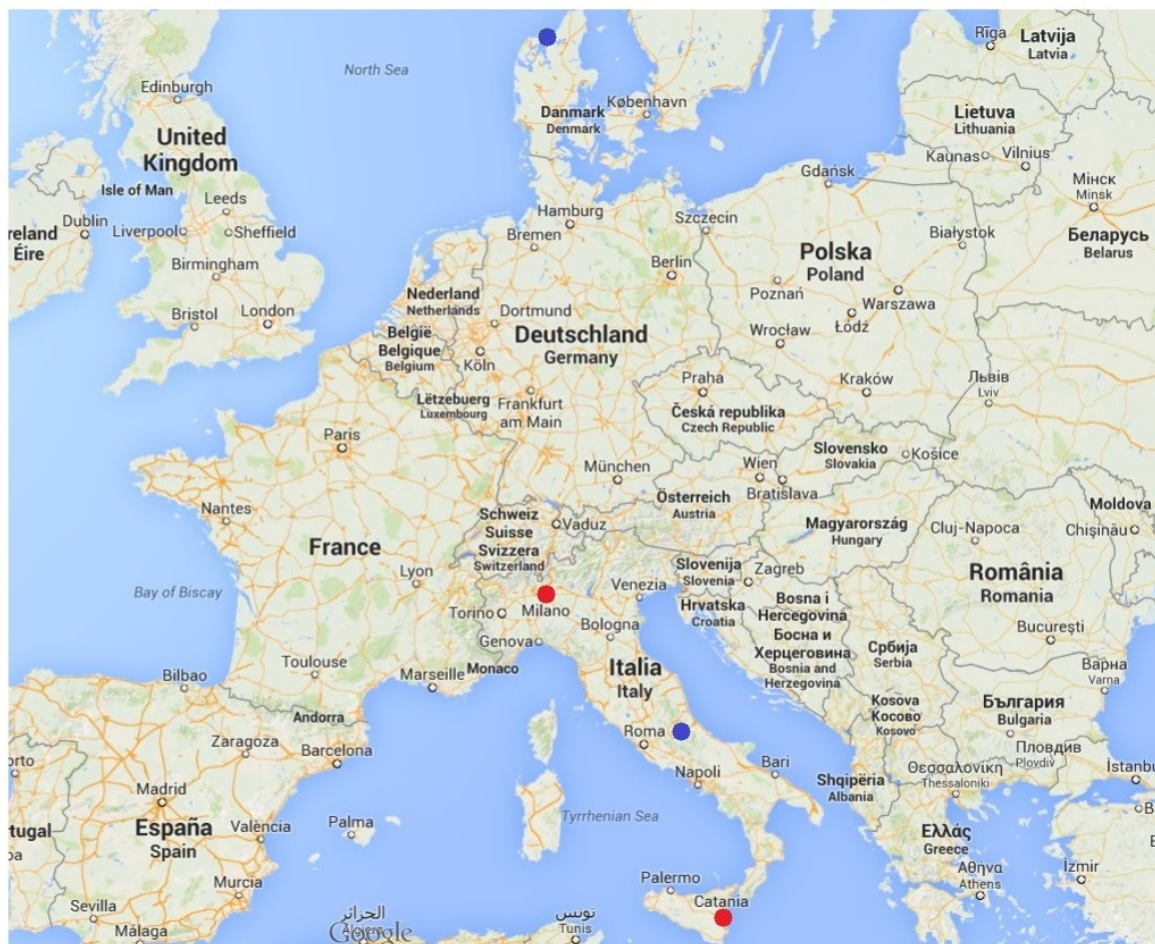 Rīga
Latvija
Latvia
North Sea
Edinburgh
Danmark
Denmark
København
Lietuva
Lithuania
United
Kingdom
Kaunas
Vilnius
Isle of Man
Gdańsk
Мінск
Minsk
Leeds
Dublin
Liverpool
Sheffield
Hamburg
Szczecin
reland
Éire
Bremen
Białystok
Беларусь
Belarus
Birmingham
Berlin
Polska
Poland
Nederland
Netherlands
Poznań
Warszawa
Bristol
London
Dortmund
Łódź
België
Belgique
Belgium
Deutschland
Germany
Wrocław
Köln
Praha
Kraków
Львів
Lviv
Lëtzebuerg
Luxembourg
Frankfurt
am Main
Česká republika
Czech Republic
Paris
Slovensko
Slovakia
Košice
München
Wien
Bratislava
Österreich
Austria
Nantes
Schweiz
Suisse
Svizzera
Switzerland
Vaduz
Magyarország
Hungary
Cluj-Napoca
Moldova
Chișinău
France
Lyon
Slovenija
Slovenia
Zagreb
România
Romania
Bay of Biscay
Venezia
Milano
Torino
Hrvatska
Croatia
Bosna i
Hercegovina
Босна и
Херцеговина
Bosnia and
Herzegovina
Bologna
Genova
București
Србија
Serbia
Toulouse
Bilbao
Marseille
Monaco
Italia
Italy
Варна
Varna
Andorra
Kosova
Косово
Kosovo
България
Bulgaria
Zaragoza
Barcelona
Roma
Пловдив
Plovdiv
orto
Bari
Θεσσαλονίκη
Thessaloniki
İstanbu
Madrid
Napoli
Shqipëria
Albania
Palma
València
Tyrrhenian Sea
rtugal
España
Spain
Ελλάς
Greece
B
oa
E
Murcia
Palermo
Αθήνα
Athens
İzmir
Sevilla
Catania
Málaga
الجزائر
Algiers
Google
تونس
Tunis